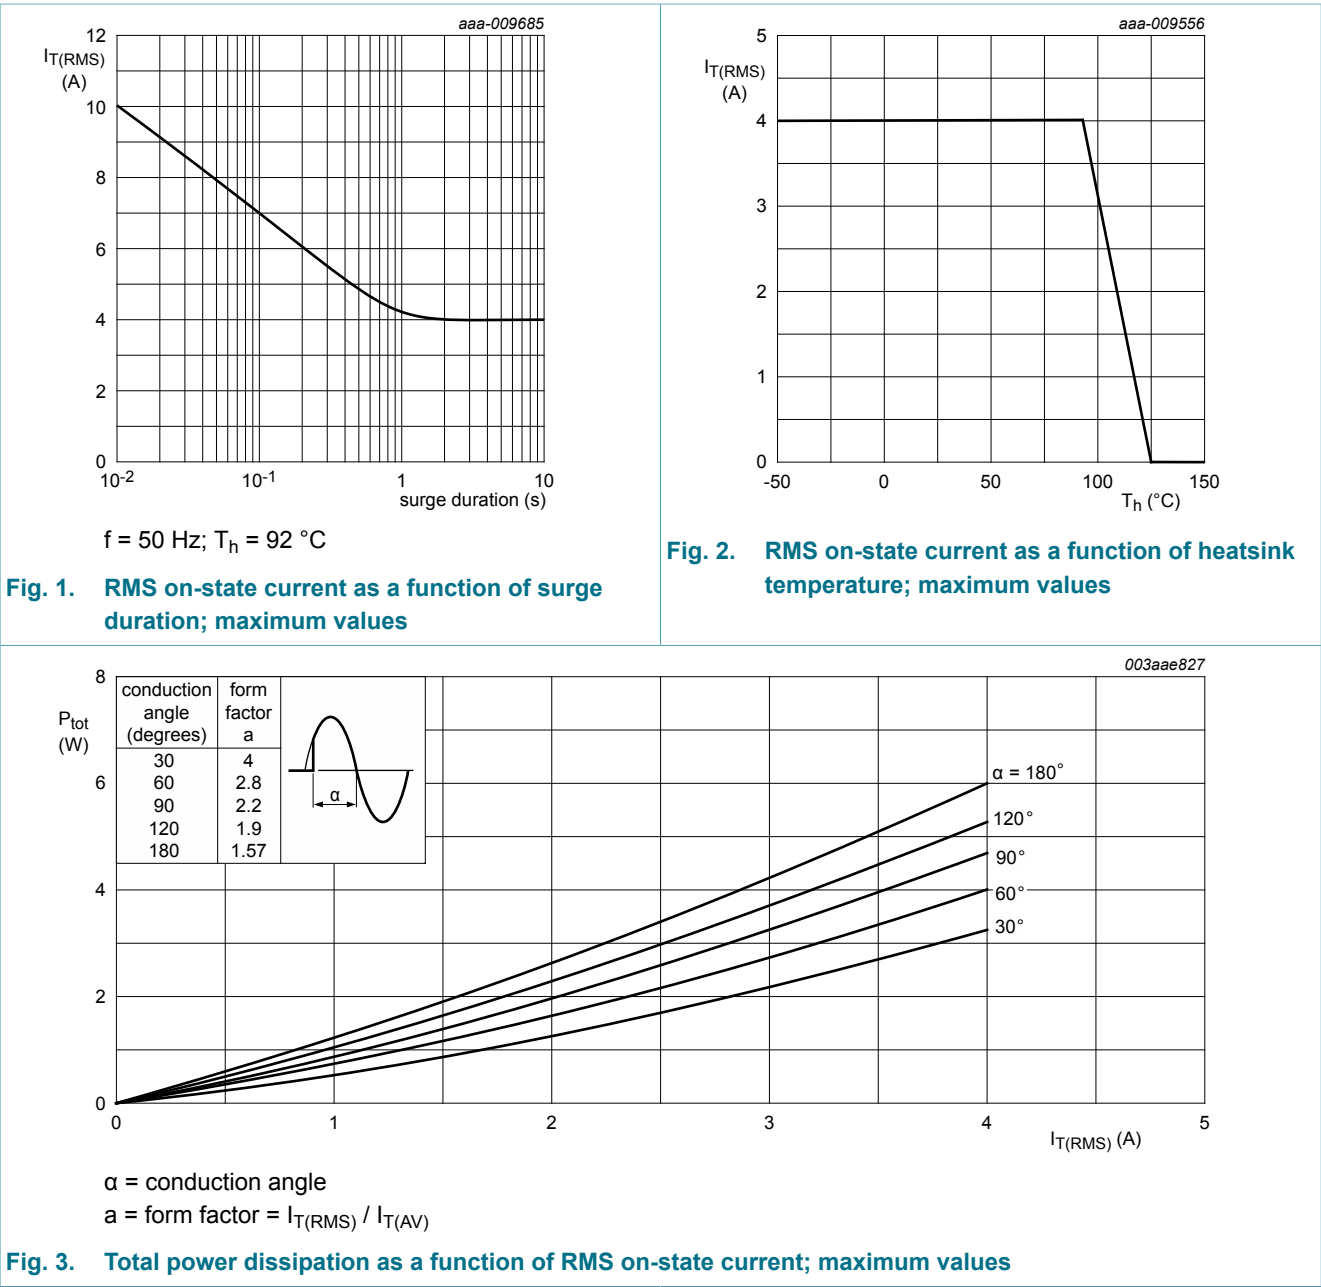 aaa-009685
12
I_T(RMS)
(A)
10
8
6
4
2
0
10-2 10-1 1 10
surge duration (s)
f = 50 Hz; Th = 92 °C
Fig. 1. RMS on-state current as a function of surge
duration; maximum values
aaa-009556
5
IT(RMS)
(A)
4
3
2
1
0
-50 0 50 100 150
Th (°C)
Fig. 2. RMS on-state current as a function of heatsink
temperature; maximum values
003aae827
8
Ptot
(W)
6
4
2
0
conduction form
angle factor
(degrees) a
30 4
60 2.8
90 2.2
120 1.9
180 1.57
α
α = 180°
120°
90°
60°
30°
0 1 2 3 4 5
IT(RMS) (A)
α = conduction angle
a = form factor = IT(RMS) / IT(AV)
Fig. 3. Total power dissipation as a function of RMS on-state current; maximum values